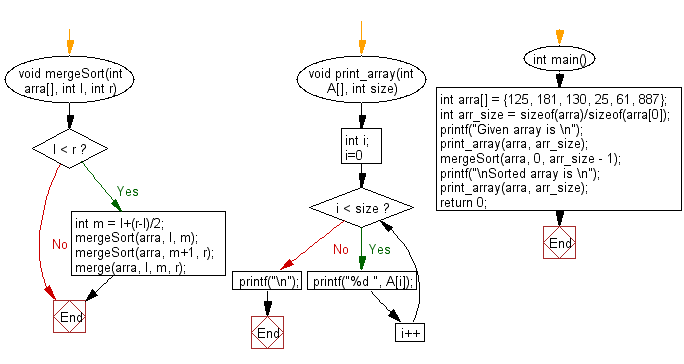 void mergeSort(int
arra[], int l, int r)
l < r ?
Yes
No
int m = l+(r-l)/2;
mergeSort(arra, l, m);
mergeSort(arra, m+1, r);
merge(arra, l, m, r);
End
void print_array(int
A[], int size)
int i;
i=0
i < size ?
No
Yes
printf("\n");
printf("%d ", A[i]);
End
i++
int main()
int arra[] = {125, 181, 130, 25, 61, 887};
int arr_size = sizeof(arra)/sizeof(arra[0]);
printf("Given array is \n");
print_array(arra, arr_size);
mergeSort(arra, 0, arr_size - 1);
printf("\nSorted array is \n");
print_array(arra, arr_size);
return 0;
End